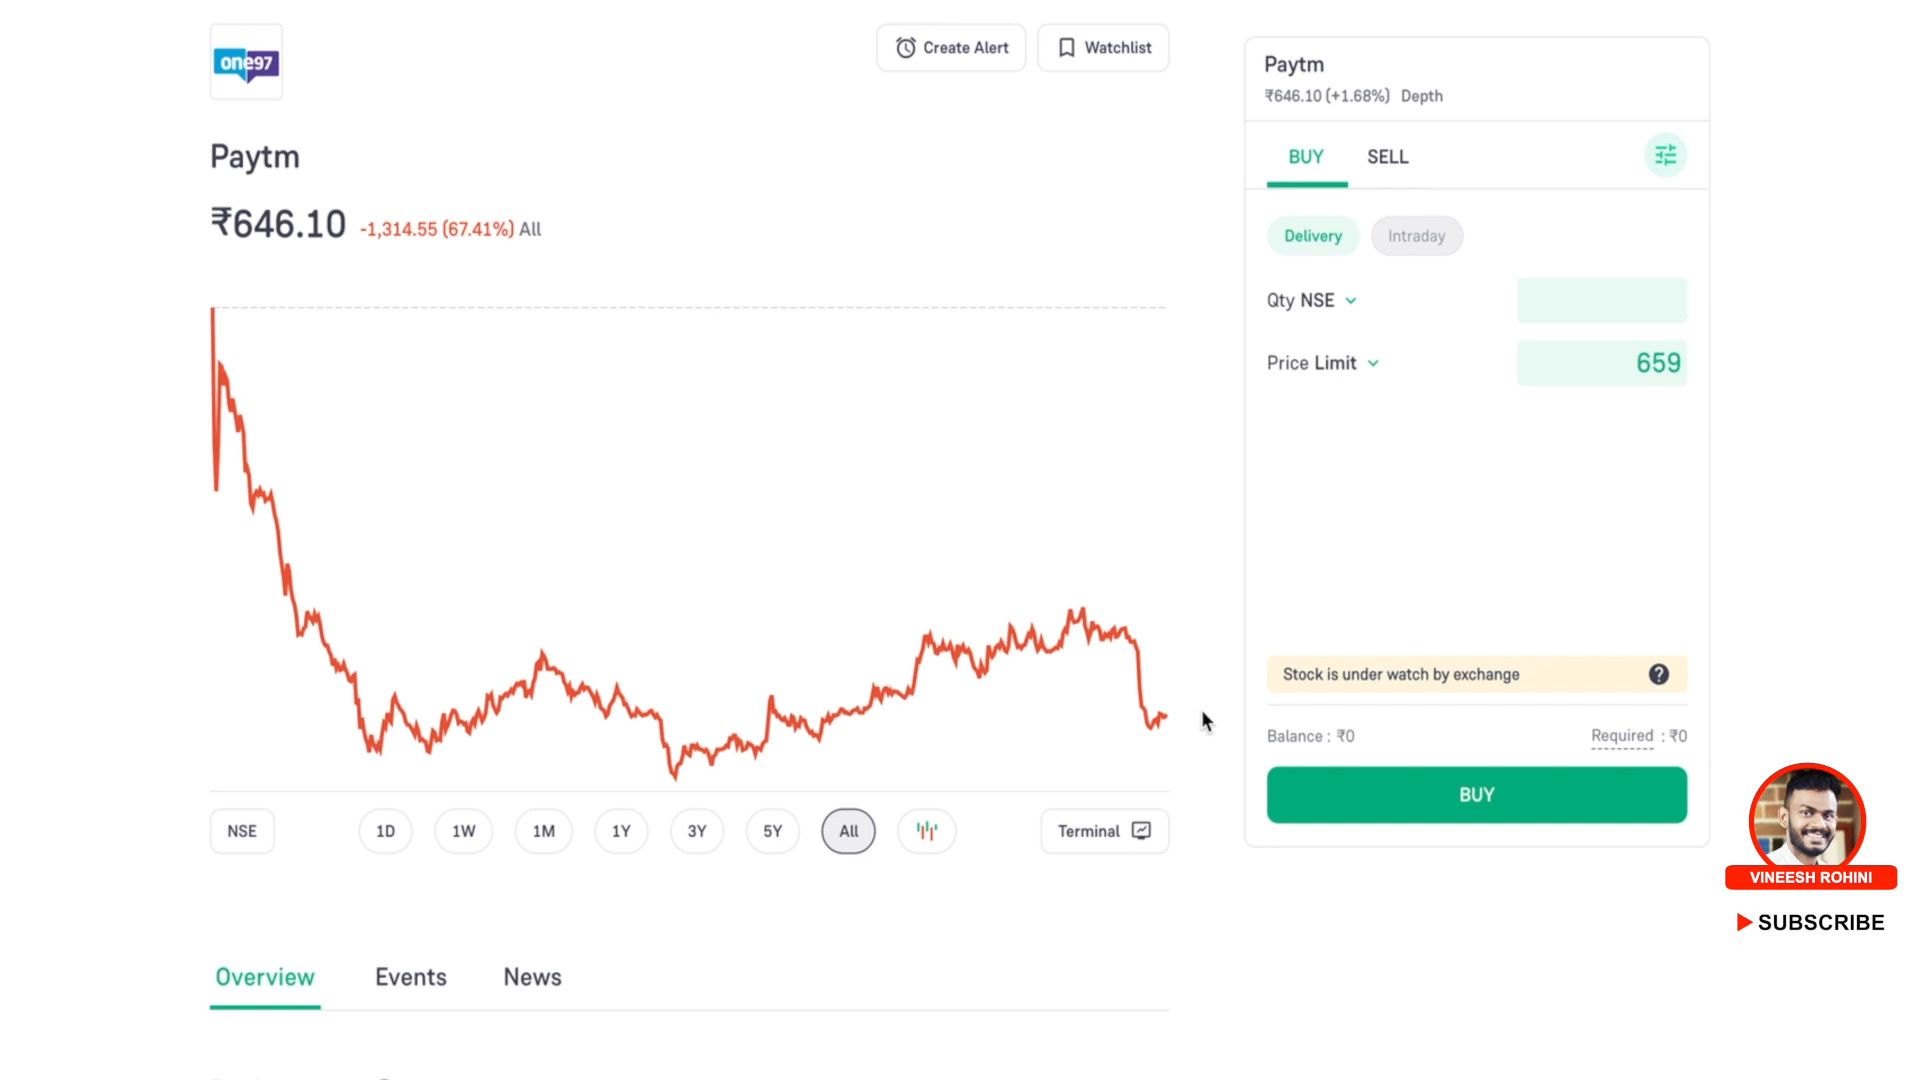 one97
Create Alert
Watchlist
Paytm
₹646.10 -1,314.55 (67.41%) All
NSE
1D
1W
1M
1Y
3Y
5Y
All
Terminal
Overview
Events
News
Paytm
₹646.10 (+1.68%) Depth
BUY
SELL
Delivery
Intraday
Qty NSE
Price Limit
659
Stock is under watch by exchange
?
Balance : ₹0
Required : ₹0
BUY
VINEESH ROHINI
SUBSCRIBE